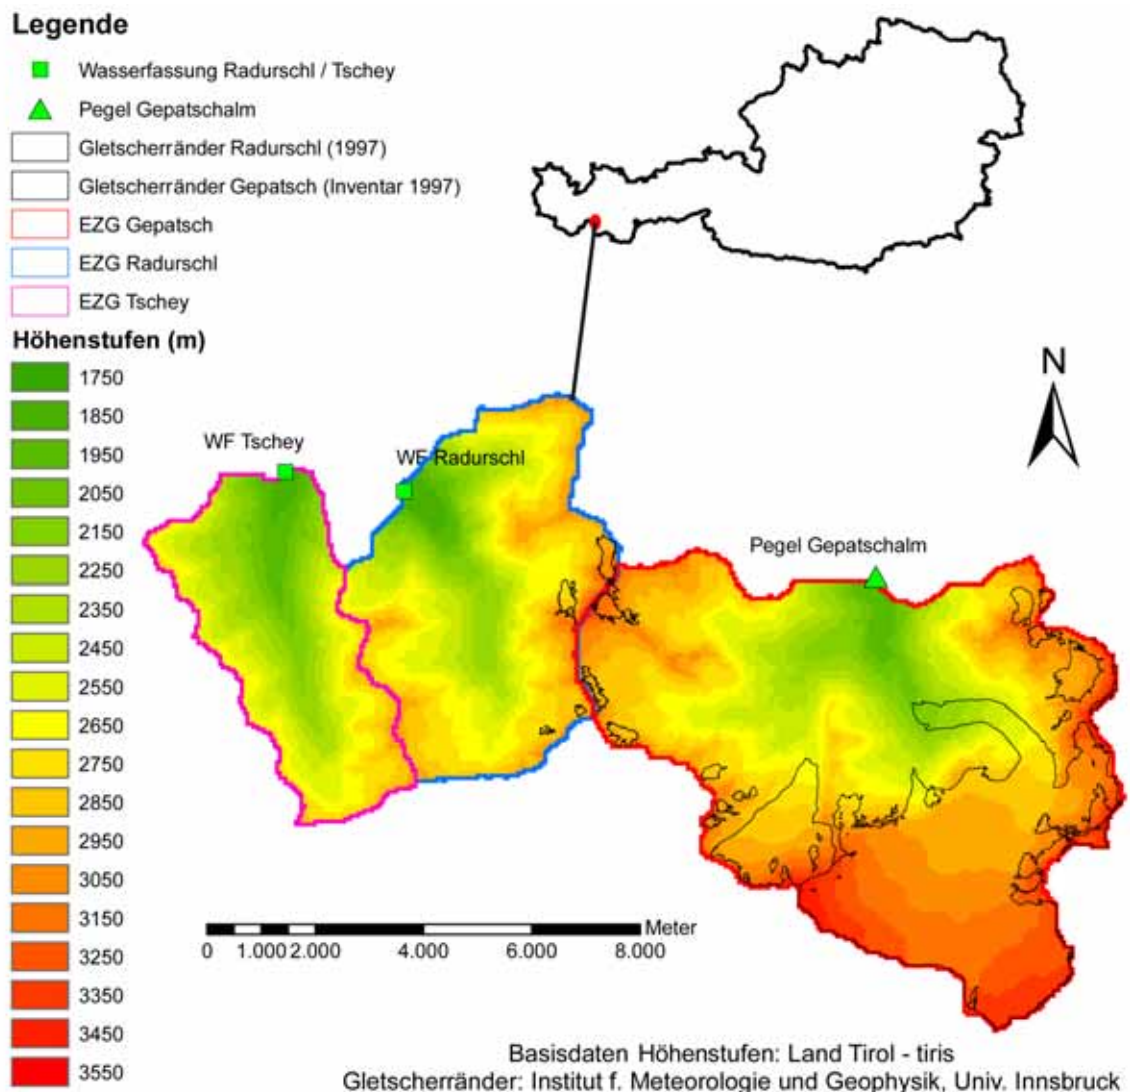 Legende
Wasserfassung Radurschl / Tschey
Pegel Gepatschalm
Gletscherränder Radurschl (1997)
Gletscherränder Gepatsch (Inventar 1997)
EZG Gepatsch
EZG Radurschl
EZG Tschey
Höhenstufen (m)
1750
1850
1950
2050
2150
2250
2350
2450
2550
2650
2750
2850
2950
3050
3150
3250
3350
3450
3550
N
WF Tschey
WF Radurschl
Pegel Gepatschalm
Meter
0 1.000 2.000 4.000 6.000 8.000
Basisdaten Höhenstufen: Land Tirol - tiris
Gletscherränder: Institut f. Meteorologie und Geophysik, Univ. Innsbruck